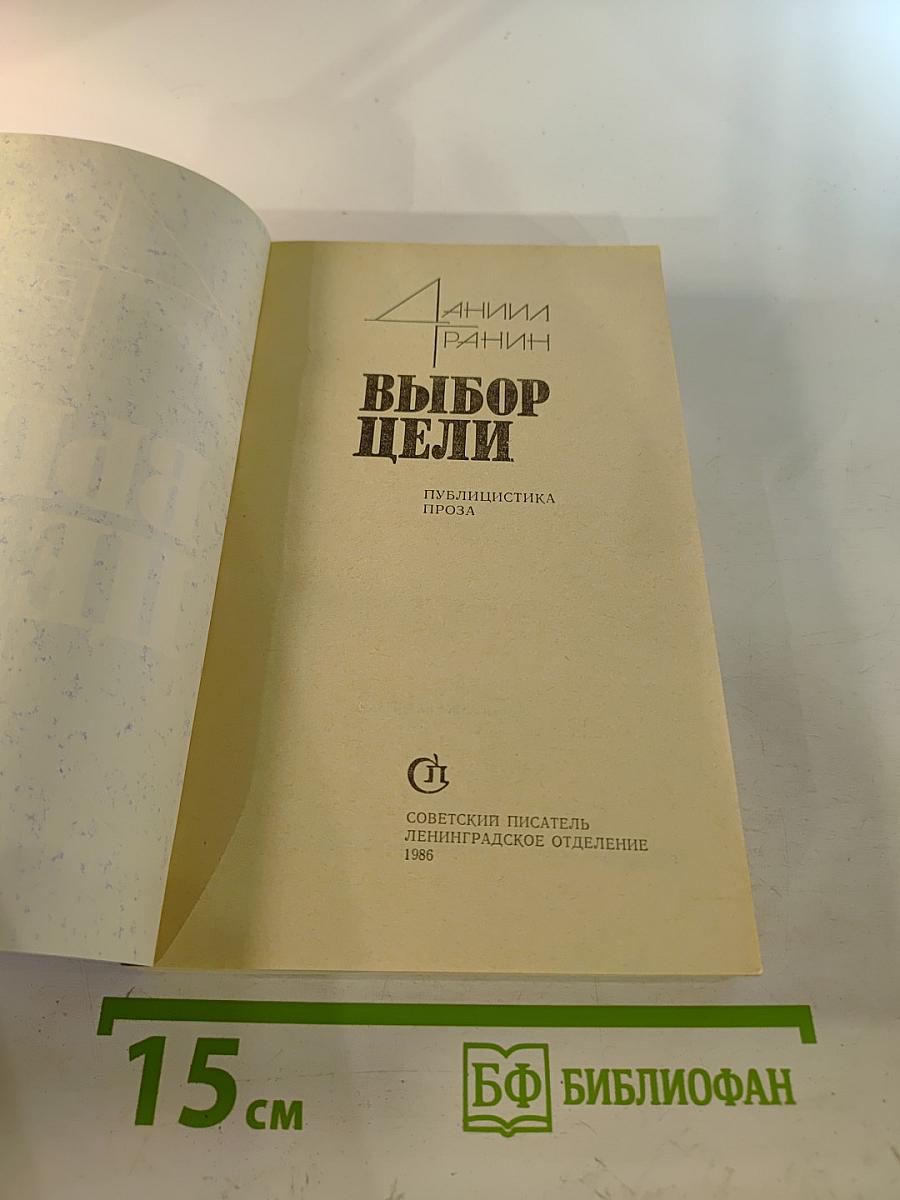 ДАНИИЛ
ГРАНИН
ВЫБОР
ЦЕЛИ
ПУБЛИЦИСТИКА
ПРОЗА
СП
СОВЕТСКИЙ ПИСАТЕЛЬ
ЛЕНИНГРАДСКОЕ ОТДЕЛЕНИЕ
1986
15 см
БФ БИБЛИОФАН